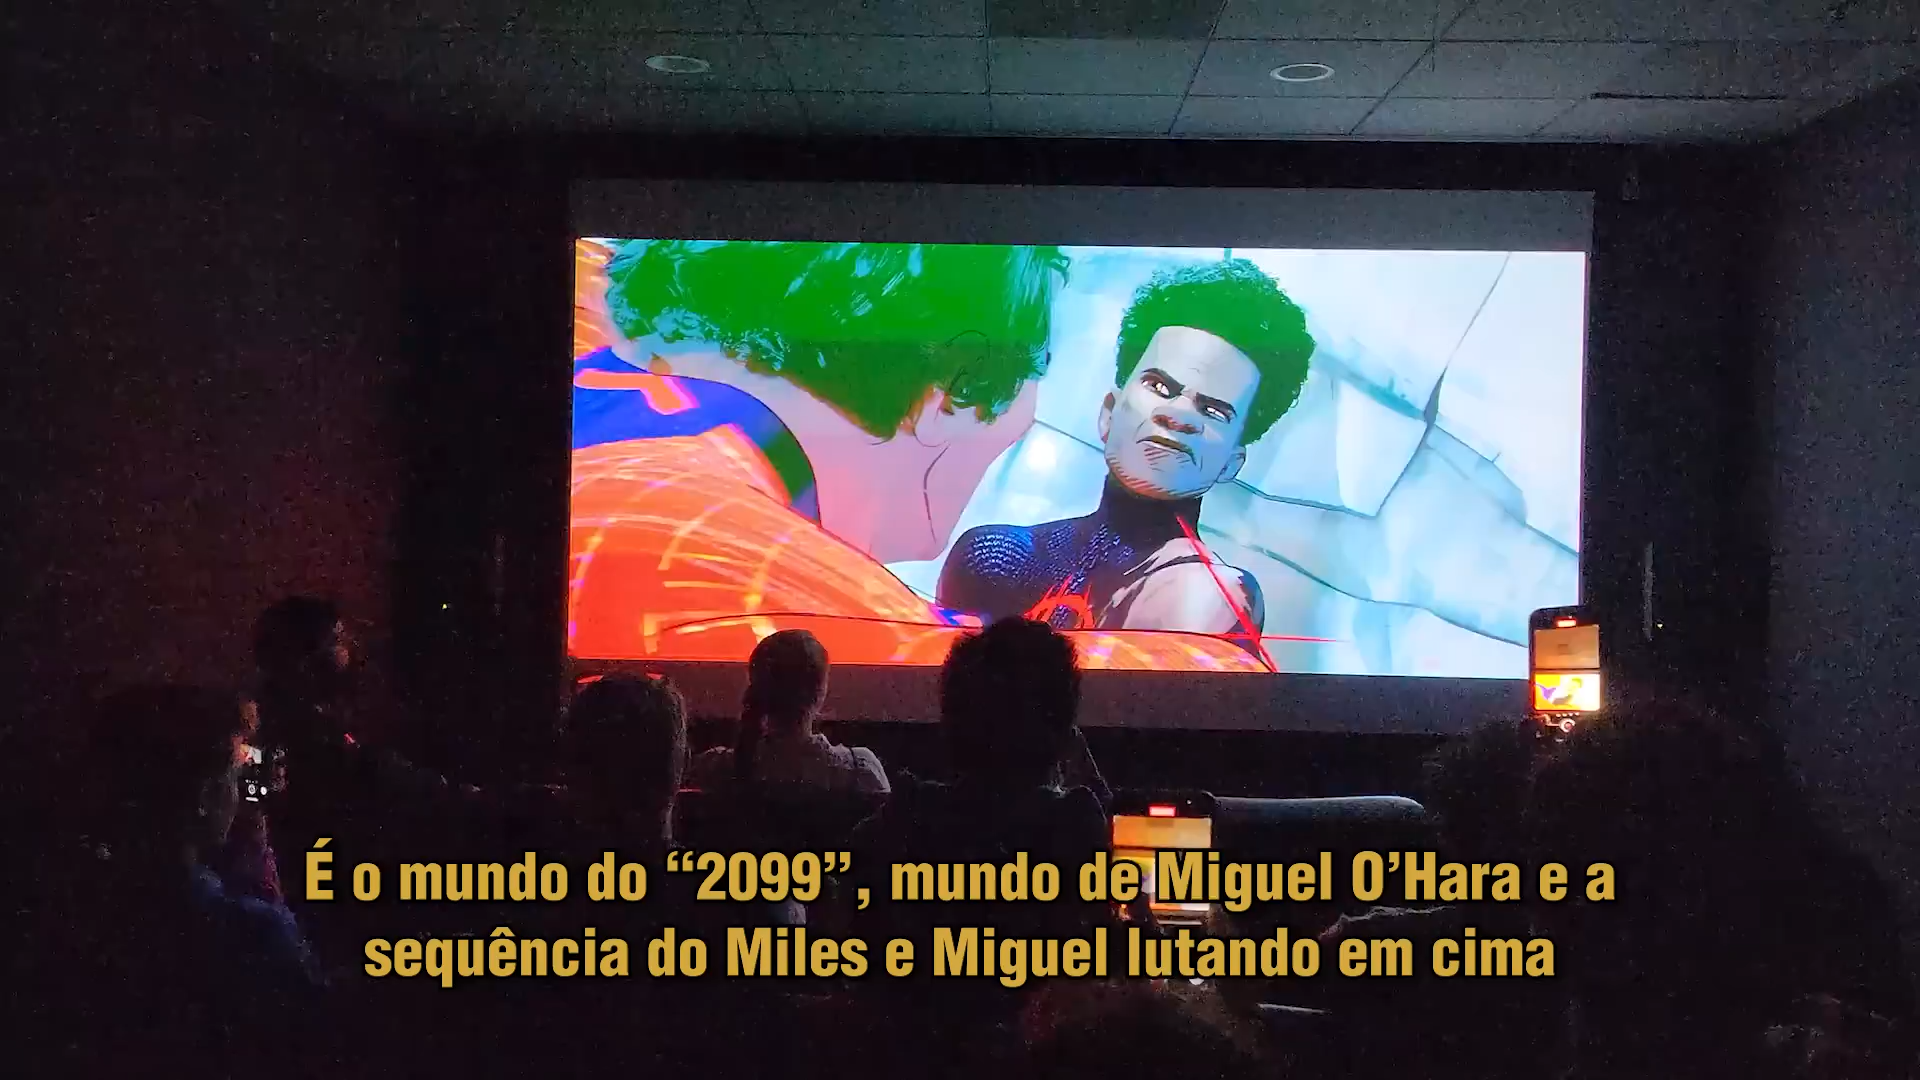 É o mundo do “2099”, mundo de Miguel O’Hara e a
sequência do Miles e Miguel lutando em cima